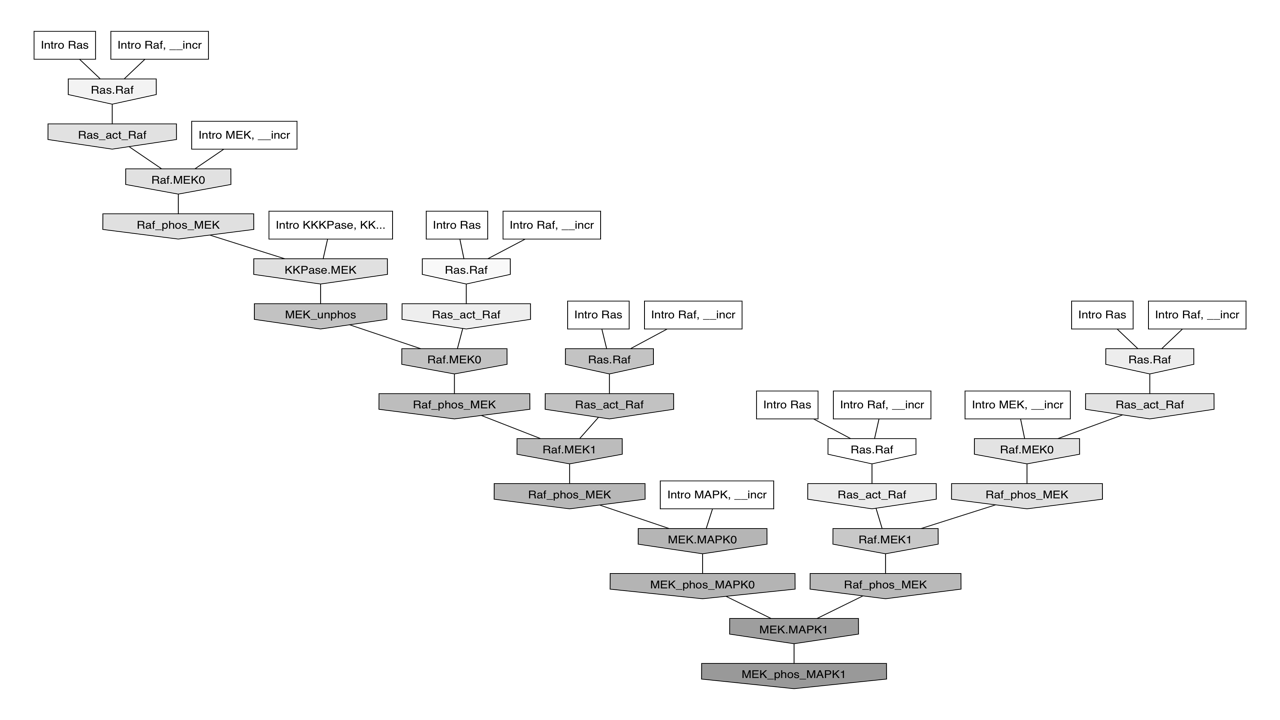 Intro Ras
Intro Raf, __incr
Ras.Raf
Ras_act_Raf
Intro MEK, __incr
Raf.MEK0
Raf_phos_MEK
Intro KKKPase, KK...
Intro Ras
Intro Raf, __incr
KKPase.MEK
Ras.Raf
MEK_unphos
Ras_act_Raf
Intro Ras
Intro Raf, __incr
Intro Ras
Intro Raf, __incr
Raf.MEK0
Ras.Raf
Ras.Raf
Raf_phos_MEK
Ras_act_Raf
Intro Ras
Intro Raf, __incr
Intro MEK, __incr
Ras_act_Raf
Raf.MEK1
Ras.Raf
Raf.MEK0
Raf_phos_MEK
Intro MAPK, __incr
Ras_act_Raf
Raf_phos_MEK
MEK.MAPK0
Raf.MEK1
MEK_phos_MAPK0
Raf_phos_MEK
MEK.MAPK1
MEK_phos_MAPK1